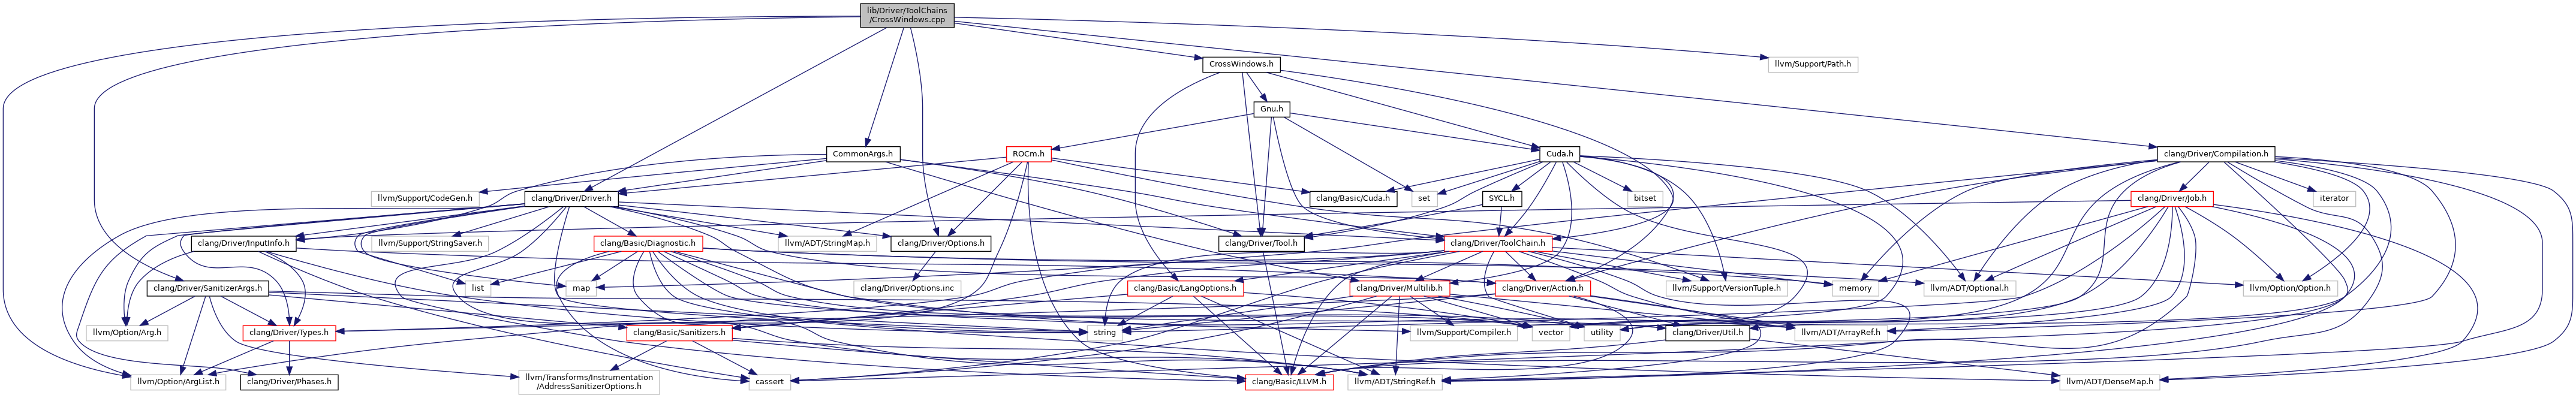 lib/Driver/ToolChains
/CrossWindows.cpp
CrossWindows.h
llvm/Support/Path.h
Gnu.h
CommonArgs.h
ROCm.h
Cuda.h
clang/Driver/Compilation.h
llvm/Support/CodeGen.h
clang/Driver/Driver.h
clang/Basic/Cuda.h
set
SYCL.h
bitset
clang/Driver/Job.h
iterator
clang/Driver/InputInfo.h
llvm/Support/StringSaver.h
clang/Basic/Diagnostic.h
llvm/ADT/StringMap.h
clang/Driver/Options.h
clang/Driver/Tool.h
clang/Driver/ToolChain.h
clang/Driver/SanitizerArgs.h
list
map
clang/Driver/Options.inc
clang/Basic/LangOptions.h
clang/Driver/Multilib.h
clang/Driver/Action.h
llvm/Support/VersionTuple.h
memory
llvm/ADT/Optional.h
llvm/Option/Option.h
llvm/Option/Arg.h
clang/Driver/Types.h
clang/Basic/Sanitizers.h
string
llvm/Support/Compiler.h
vector
utility
llvm/ADT/ArrayRef.h
clang/Driver/Util.h
llvm/Option/ArgList.h
clang/Driver/Phases.h
llvm/Transforms/Instrumentation
/AddressSanitizerOptions.h
cassert
clang/Basic/LLVM.h
llvm/ADT/StringRef.h
llvm/ADT/DenseMap.h